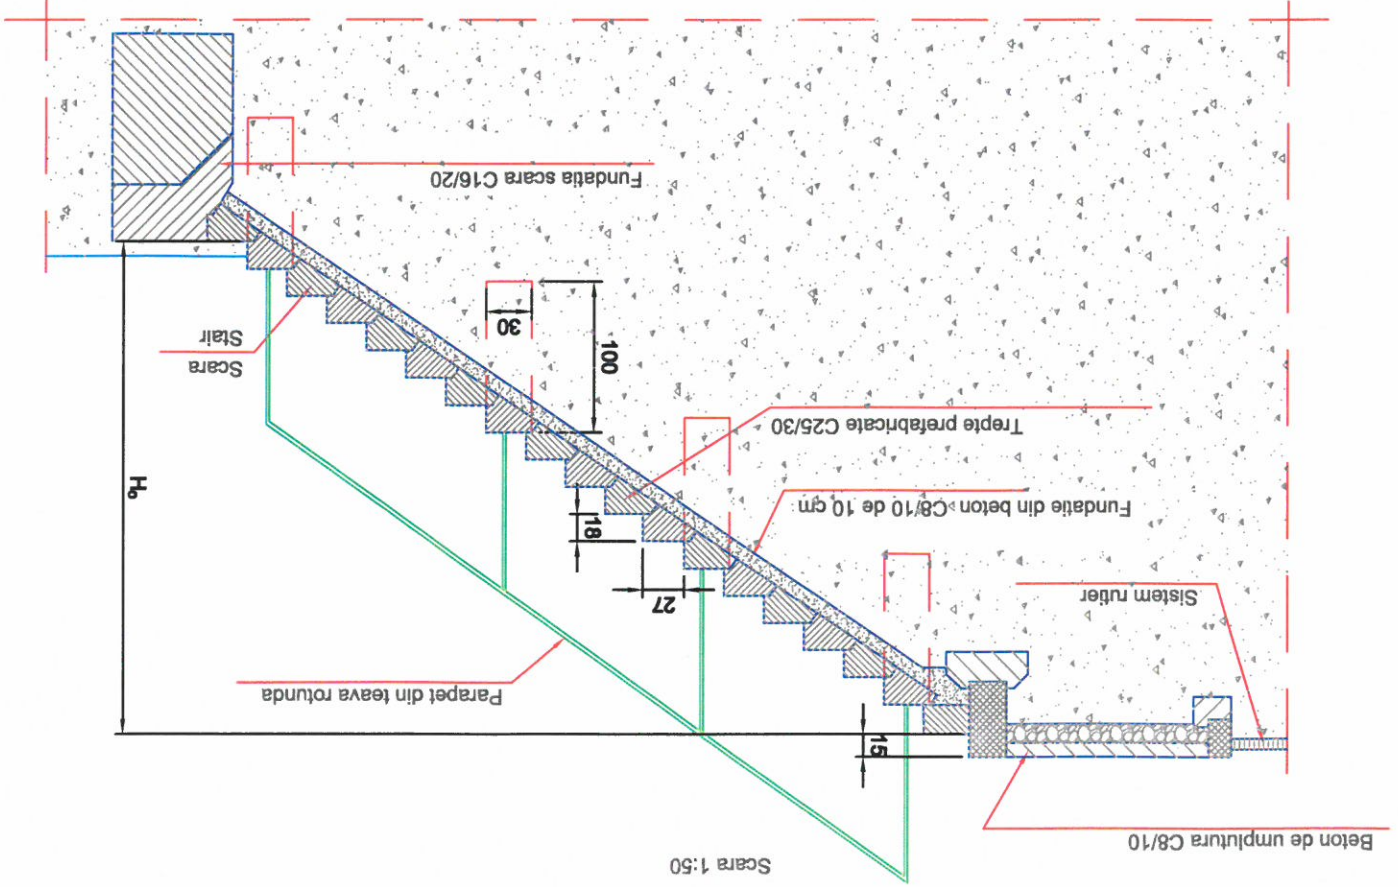 Scara 1:50
Beton de umplutura C8/10
15
Parapet din teava rotunda
Sistem rutier
27
18
Fundatie din beton C8/10 de 10 cm
Trepte prefabricate C25/30
H₀
Scara
Stair
100
30
Fundatia scara C16/20